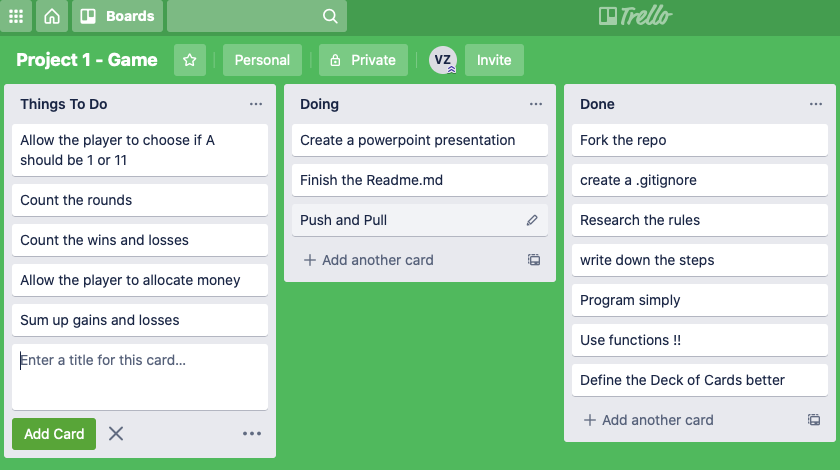 Boards
Trello
Project 1 - Game
Personal
Private
VZ
Invite
Things To Do
Allow the player to choose if A
should be 1 or 11
Count the rounds
Count the wins and losses
Allow the player to allocate money
Sum up gains and losses
Enter a title for this card...
Add Card
Doing
Create a powerpoint presentation
Finish the Readme.md
Push and Pull
Add another card
Done
Fork the repo
create a .gitignore
Research the rules
write down the steps
Program simply
Use functions !!
Define the Deck of Cards better
Add another card